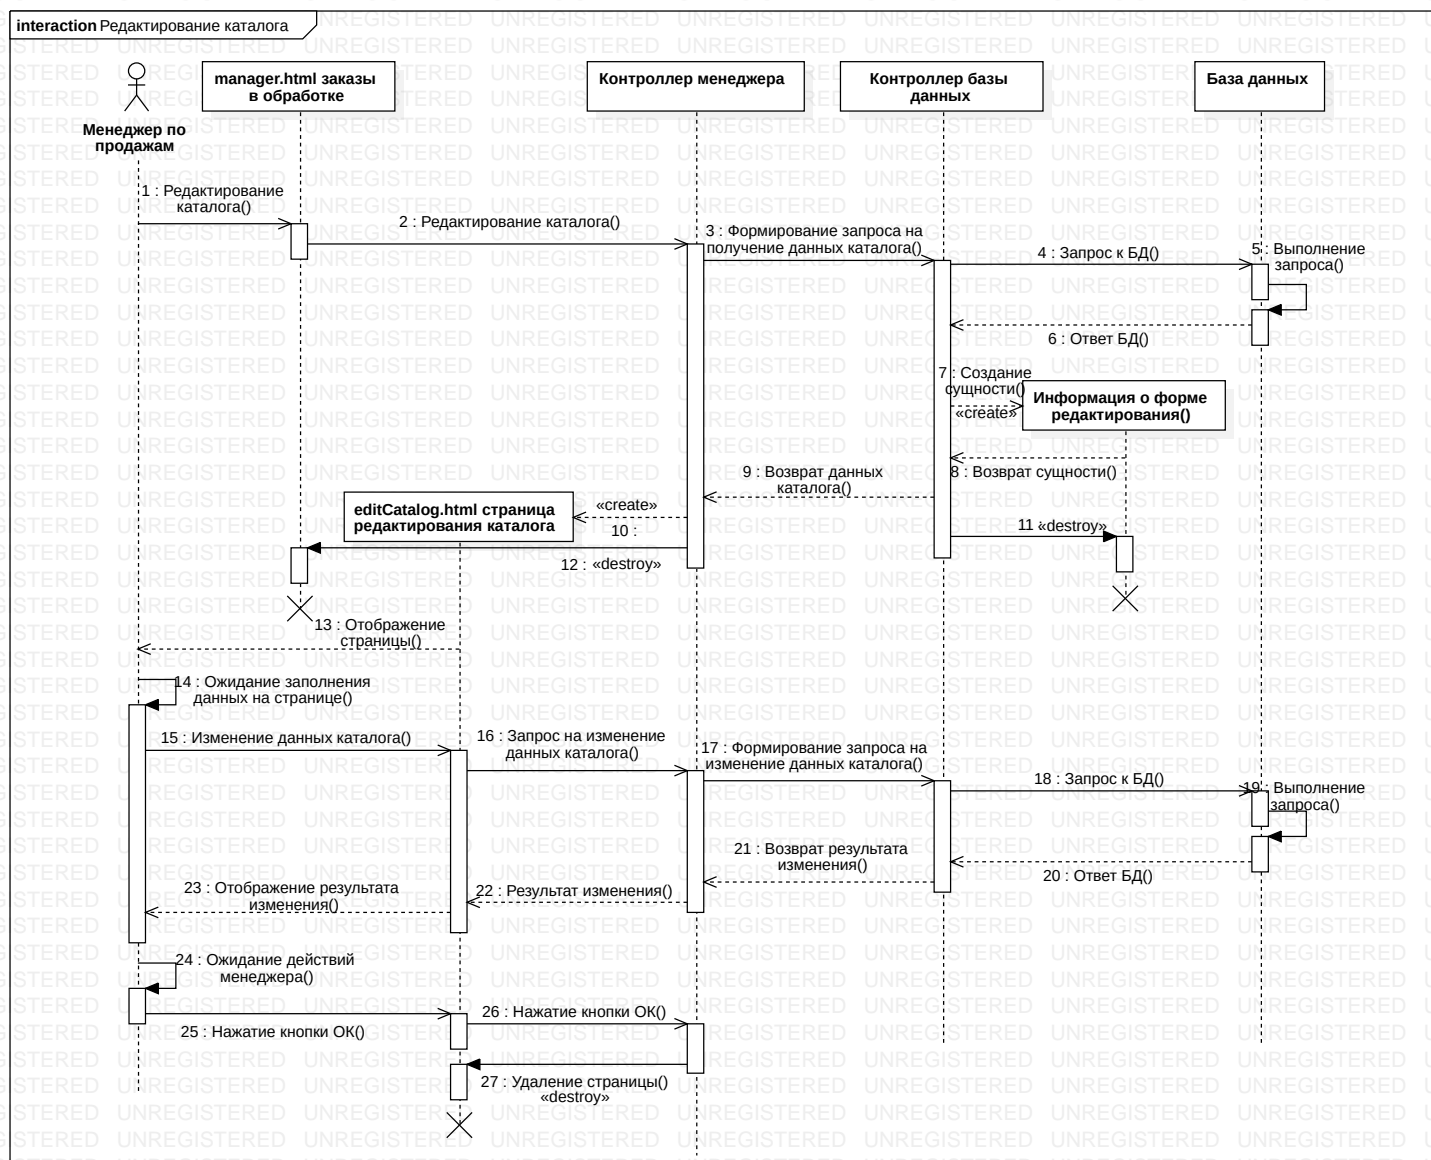 interaction Редактирование каталога
manager.html заказы
в обработке
Контроллер менеджера
Контроллер базы
данных
База данных
Менеджер по
продажам
1 : Редактирование
каталога()
2 : Редактирование каталога()
3 : Формирование запроса на
получение данных каталога()
4 : Запрос к БД()
5 : Выполнение
запроса()
6 : Ответ БД()
7 : Создание
сущности()
«create»
Информация о форме
редактирования()
8 : Возврат сущности()
9 : Возврат данных
каталога()
editCatalog.html страница
редактирования каталога
«create»
10 :
11 : «destroy»
12 : «destroy»
13 : Отображение
страницы()
14 : Ожидание заполнения
данных на странице()
15 : Изменение данных каталога()
16 : Запрос на изменение
данных каталога()
17 : Формирование запроса на
изменение данных каталога()
18 : Запрос к БД()
19 : Выполнение
запроса()
20 : Ответ БД()
21 : Возврат результата
изменения()
22 : Результат изменения()
23 : Отображение результата
изменения()
24 : Ожидание действий
менеджера()
25 : Нажатие кнопки ОК()
26 : Нажатие кнопки ОК()
27 : Удаление страницы()
«destroy»
UNREGISTERED